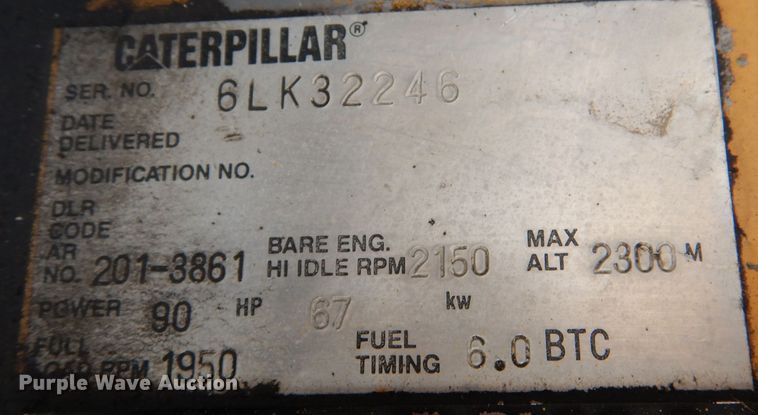 CATERPILLAR®
SER. NO. 6LK32246
DATE
DELIVERED
MODIFICATION NO.
DLR
CODE
AR
NO. 201-3861 BARE ENG.
HI IDLE RPM 2150 MAX
ALT 2300 M
POWER 90 HP 67 kw
FULL
RPM 1950 FUEL
TIMING 6.0 BTC
Purple Wave Auction